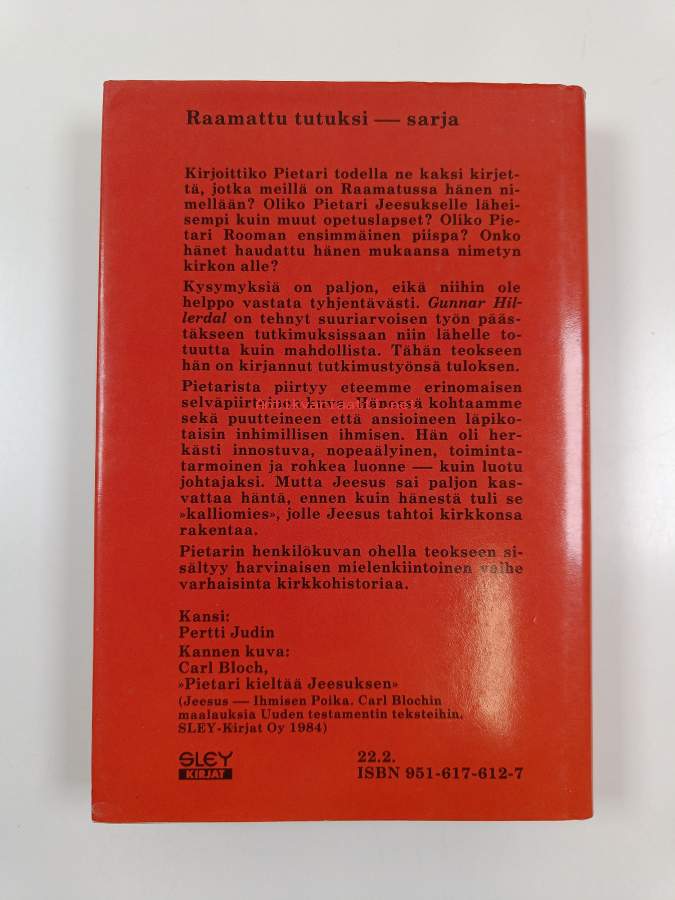 Raamattu tutuksi — sarja
Kirjoittiko Pietari todella ne kaksi kirjet-
tä, jotka meillä on Raamatussa hänen ni-
mellään? Oliko Pietari Jeesukselle lähei-
sempi kuin muut opetuslapset? Oliko Pie-
tari Rooman ensimmäinen piispa? Onko
hänet haudattu hänen mukaansa nimetyn
kirkon alle?
Kysymyksiä on paljon, eikä niihin ole
helppo vastata tyhjentävästi. Gunnar Hil-
lerdal on tehnyt suuriarvoisen työn pääs-
täkseen tutkimuksissaan niin lähelle to-
tuutta kuin mahdollista. Tähän teokseen
hän on kirjannut tutkimustyönsä tuloksen.
Pietarista piirtyy eteemme erinomaisen
selväpiirteinen kuva. Hänessä kohtaamme
sekä puutteineen että ansioineen läpiko-
taisin inhimillisen ihmisen. Hän oli her-
kästi innostuva, nopeaälyinen, toiminta-
tarmoinen ja rohkea luonne — kuin luotu
johtajaksi. Mutta Jeesus sai paljon kas-
vattaa häntä, ennen kuin hänestä tuli se
»kalliomies», jolle Jeesus tahtoi kirkkonsa
rakentaa.
Pietarin henkilökuvan ohella teokseen si-
sältyy harvinaisen mielenkiintoinen vaihe
varhaisinta kirkkohistoriaa.
Kansi:
Pertti Judin
Kannen kuva:
Carl Bloch,
»Pietari kieltää Jeesuksen»
(Jeesus — Ihmisen Poika. Carl Blochin
maalauksia Uuden testamentin teksteihin.
SLEY-Kirjat Oy 1984)
SLEY
KIRJAT
22.2.
ISBN 951-617-612-7